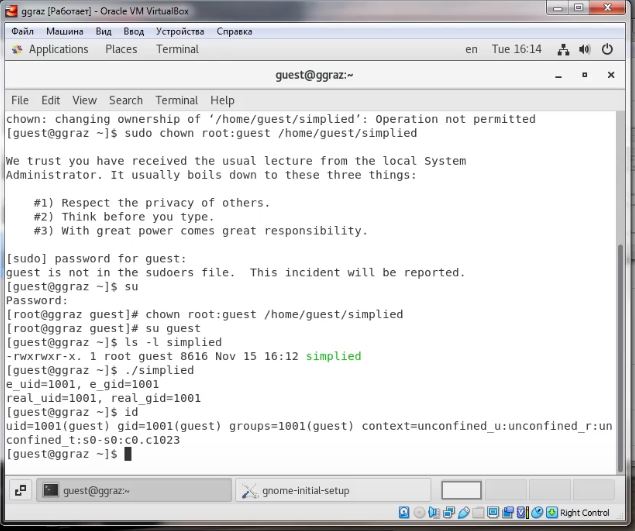 ggraz [Работает] - Oracle VM VirtualBox
Файл Машина Вид Ввод Устройства Справка
Applications Places Terminal en Tue 16:14
guest@ggraz:~
File Edit View Search Terminal Help
chown: changing ownership of ‘/home/guest/simplied’: Operation not permitted
[guest@ggraz ~]$ sudo chown root:guest /home/guest/simplied
We trust you have received the usual lecture from the local System
Administrator. It usually boils down to these three things:
#1) Respect the privacy of others.
#2) Think before you type.
#3) With great power comes great responsibility.
[sudo] password for guest:
guest is not in the sudoers file.  This incident will be reported.
[guest@ggraz ~]$ su
Password:
[root@ggraz guest]# chown root:guest /home/guest/simplied
[root@ggraz guest]# su guest
[guest@ggraz ~]$ ls -l simplied
-rwxrwxr-x. 1 root guest 8616 Nov 15 16:12 simplied
[guest@ggraz ~]$ ./simplied
e_uid=1001, e_gid=1001
real_uid=1001, real_gid=1001
[guest@ggraz ~]$ id
uid=1001(guest) gid=1001(guest) groups=1001(guest) context=unconfined_u:unconfined_r:un
confined_t:s0-s0:c0.c1023
[guest@ggraz ~]$
guest@ggraz:~ gnome-initial-setup
Right Control